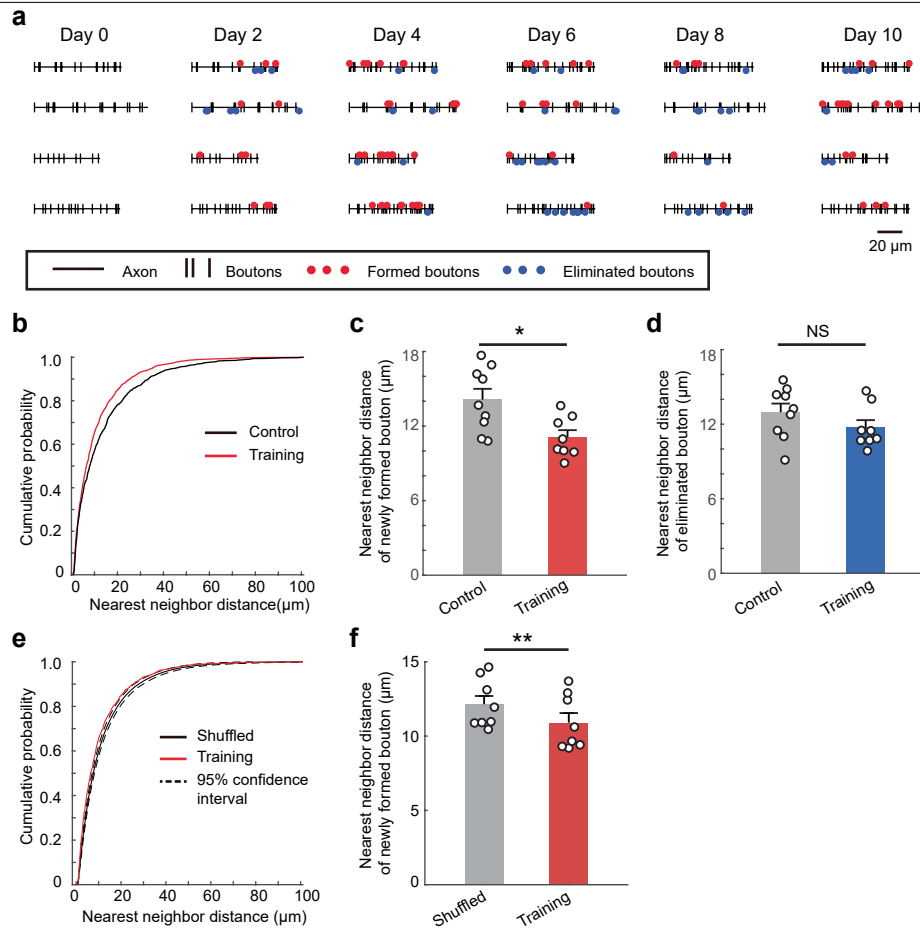 a
Day 0 Day 2 Day 4 Day 6 Day 8 Day 10
20 µm
Axon Boutons Formed boutons Eliminated boutons
b
Cumulative probability
1.0
0.8
0.6
0.4
0.2
0
Control
Training
0 20 40 60 80 100
Nearest neighbor distance(µm)
c
Nearest neighbor distance
of newly formed bouton (µm)
*
18
12
6
0
Control Training
d
Nearest neighbor distance
of eliminated bouton (µm)
NS
18
12
6
0
Control Training
e
Cumulative probability
1.0
0.8
0.6
0.4
0.2
0
Shuffled
Training
95% confidence
interval
0 20 40 60 80 100
Nearest neighbor distance (µm)
f
Nearest neighbor distance
of newly formed bouton (µm)
**
15
10
5
0
Shuffled Training